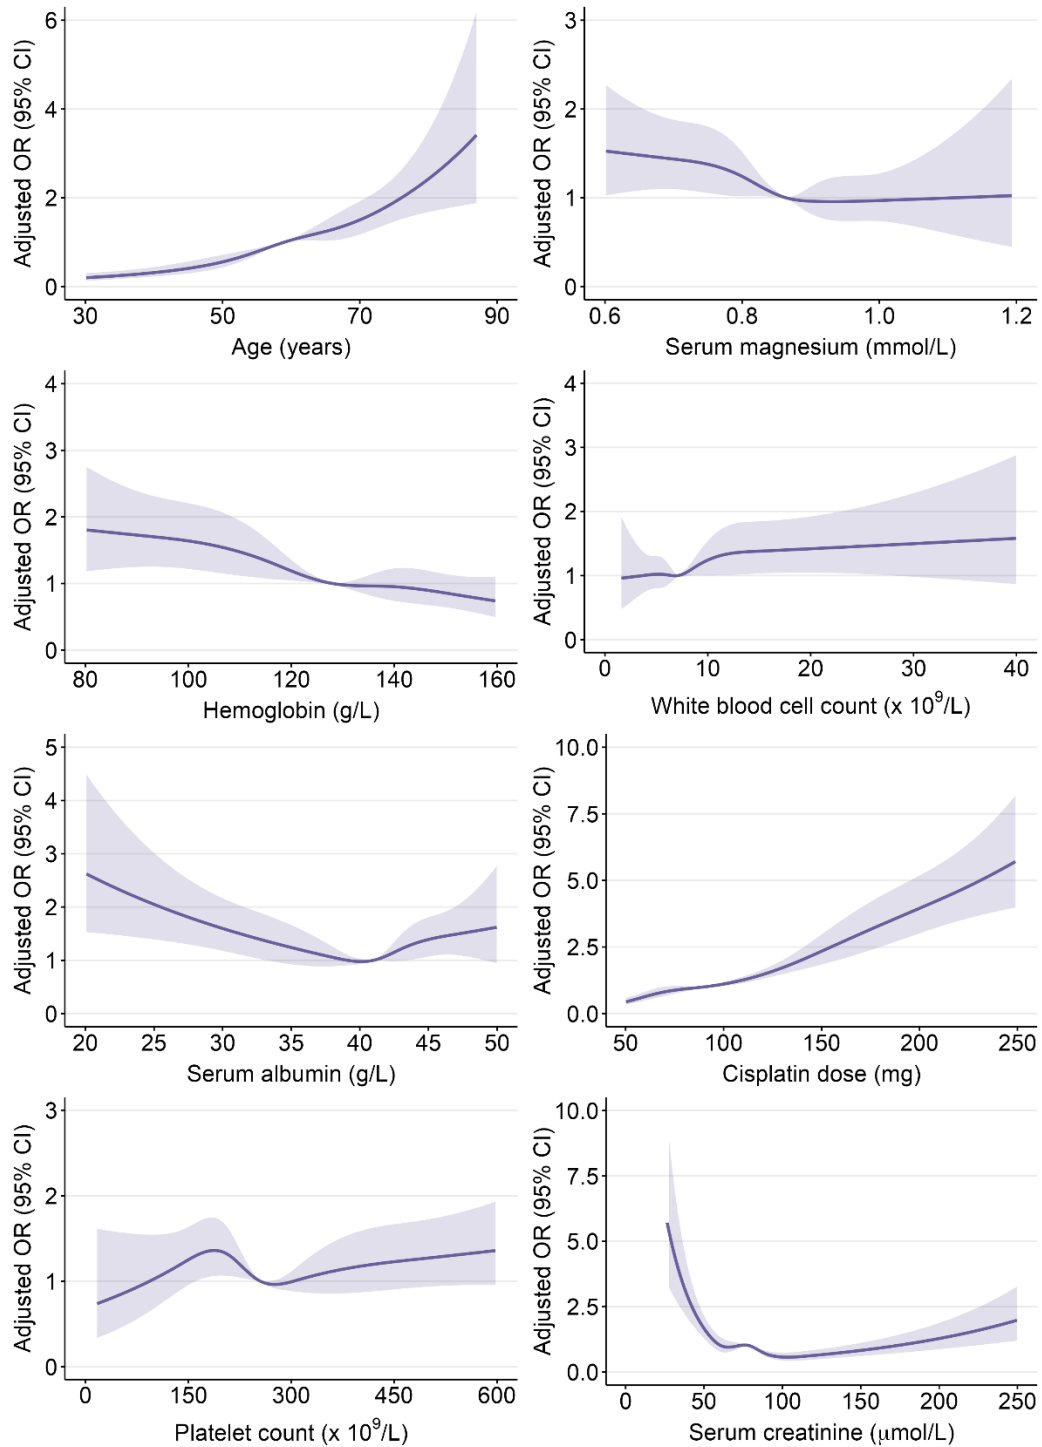 Adjusted OR (95% CI)
6
4
2
0
30 50 70 90
Age (years)
Adjusted OR (95% CI)
3
2
1
0
0.6 0.8 1.0 1.2
Serum magnesium (mmol/L)
Adjusted OR (95% CI)
4
3
2
1
0
80 100 120 140 160
Hemoglobin (g/L)
Adjusted OR (95% CI)
4
3
2
1
0
0 10 20 30 40
White blood cell count (x 10⁹/L)
Adjusted OR (95% CI)
5
4
3
2
1
0
20 25 30 35 40 45 50
Serum albumin (g/L)
Adjusted OR (95% CI)
10.0
7.5
5.0
2.5
0.0
50 100 150 200 250
Cisplatin dose (mg)
Adjusted OR (95% CI)
3
2
1
0
0 150 300 450 600
Platelet count (x 10⁹/L)
Adjusted OR (95% CI)
10.0
7.5
5.0
2.5
0.0
0 50 100 150 200 250
Serum creatinine (μmol/L)